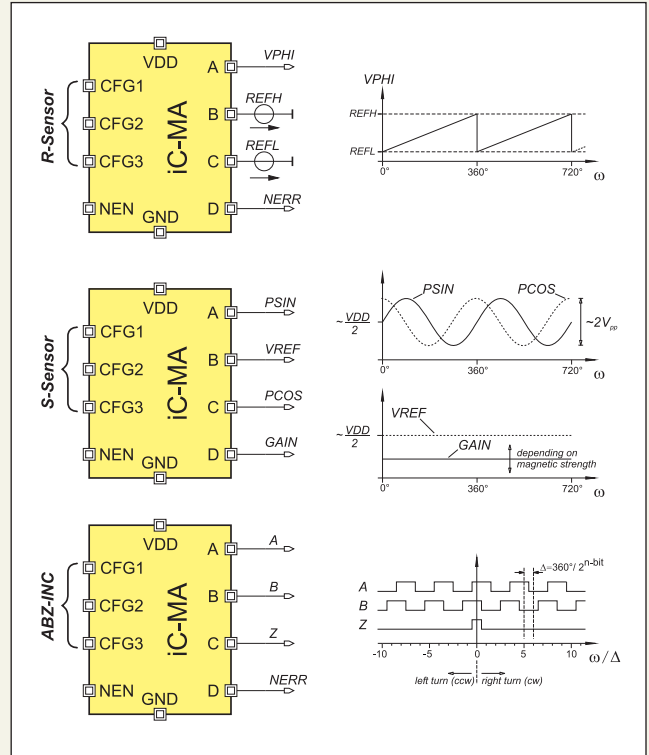 R-Sensor
VDD
CFG1
CFG2
CFG3
NEN
GND
iC-MA
A
B
C
D
VPHI
REFH
REFL
NERR
VPHI
REFH
REFL
0°
360°
720°
ω
S-Sensor
VDD
CFG1
CFG2
CFG3
NEN
GND
iC-MA
A
B
C
D
PSIN
VREF
PCOS
GAIN
PSIN
PCOS
~VDD/2
~2Vpp
0°
360°
720°
ω
VREF
~VDD/2
GAIN
depending on
magnetic strength
0°
360°
720°
ω
ABZ-INC
VDD
CFG1
CFG2
CFG3
NEN
GND
iC-MA
A
B
C
D
A
B
Z
NERR
Δ=360°/2^n-bit
A
B
Z
-10 -5 0 5 10
ω/Δ
left turn (ccw) right turn (cw)